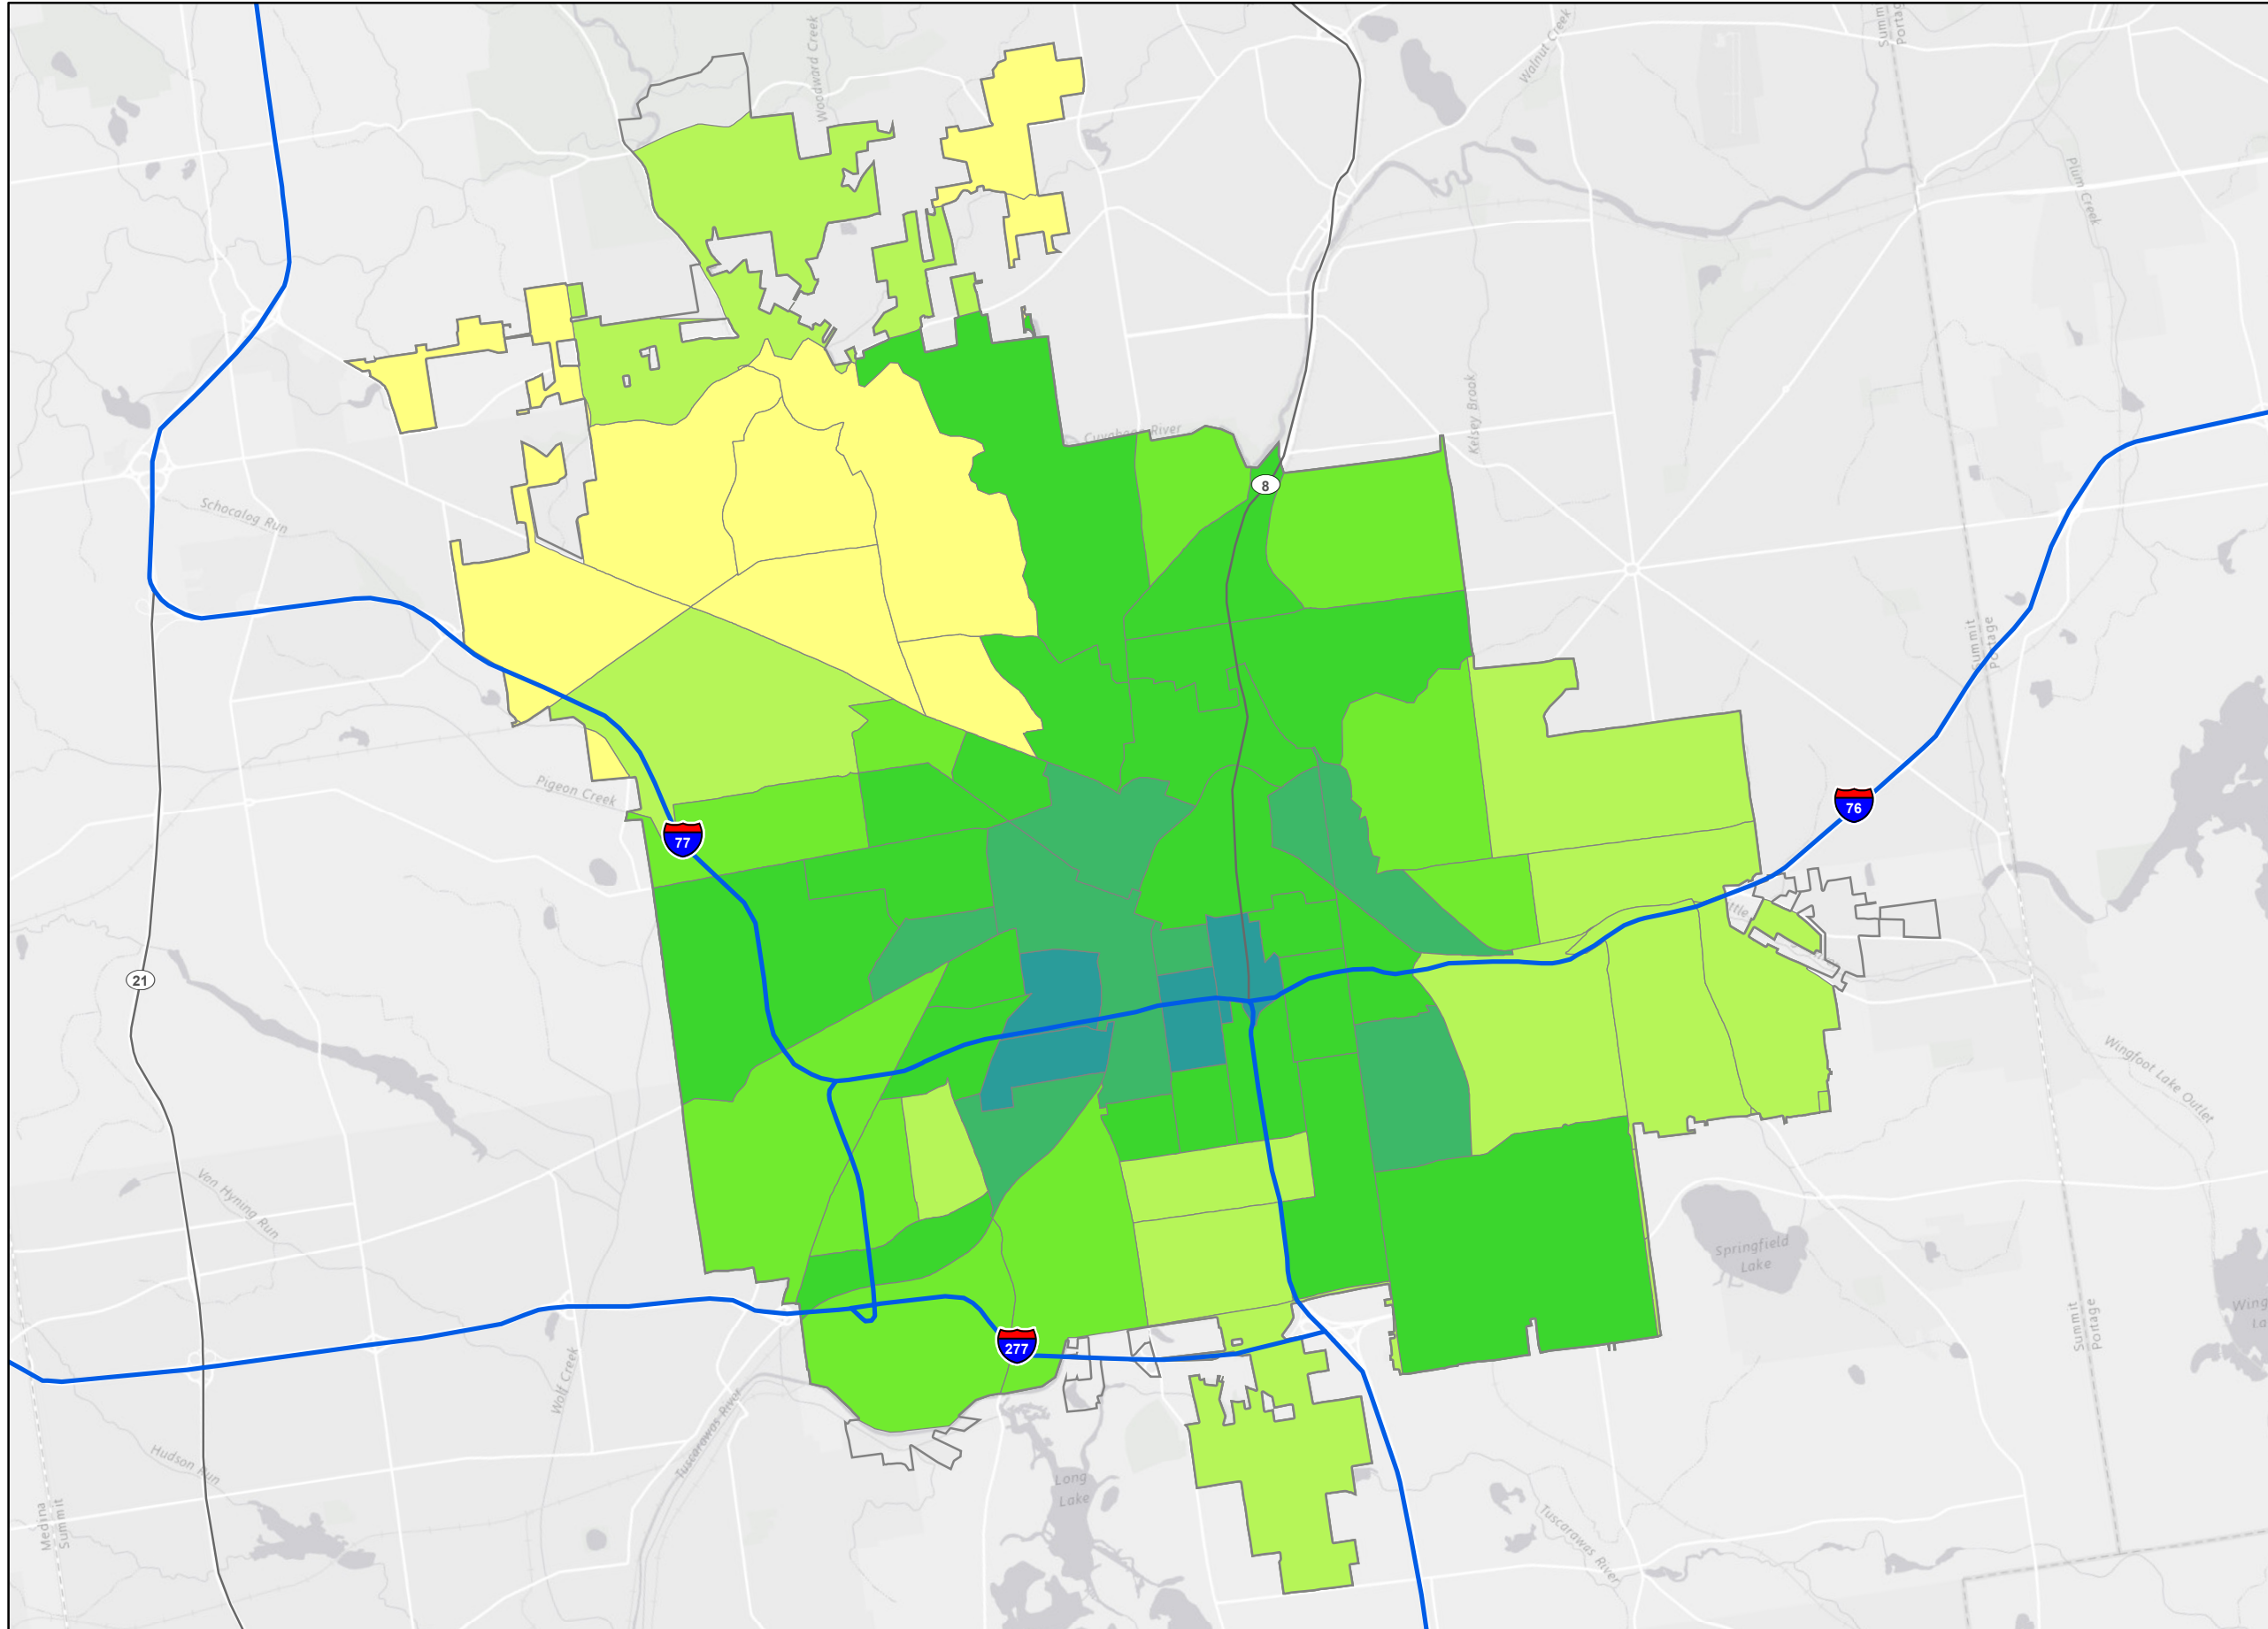 Woodward Creek
Walnut Creek
Summit
Portage
Plum Creek
Cuyahoga River
Kelsey Brook
8
Schocalog Run
Summit
Portage
Pigeon Creek
77
76
21
Wingfoot Lake Outlet
Van Hyning Run
Springfield
Lake
Summit
Portage
277
Wolf Creek
Tuscarawas River
Hudson Run
Long
Lake
Medina
Summit
Tuscarawas River